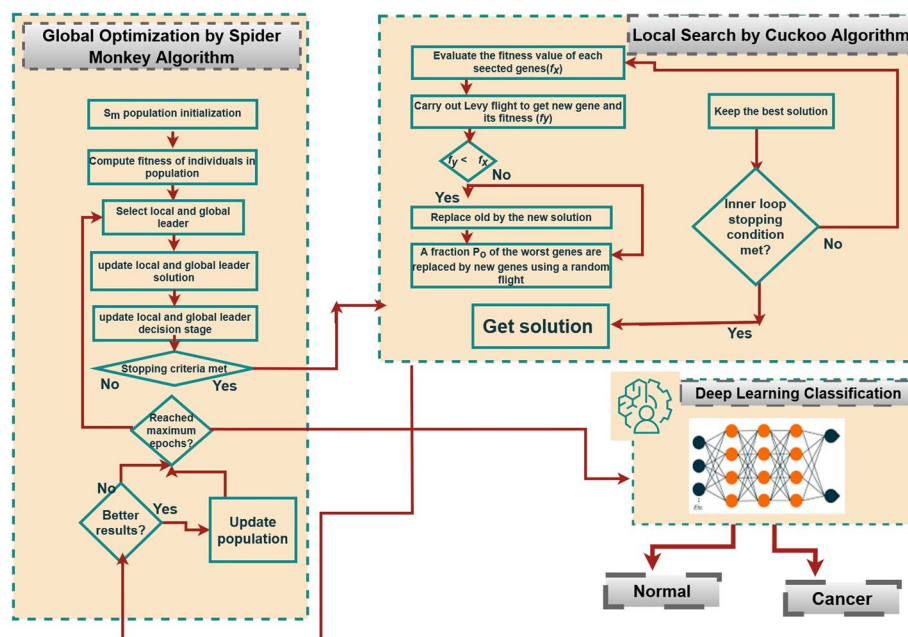 Global Optimization by Spider
Monkey Algorithm
Sm population initialization
Compute fitness of individuals in
population
Select local and global
leader
update local and global leader
solution
update local and global leader
decision stage
Stopping criteria met
No
Yes
Reached
maximum
epochs?
No
Better
results?
Yes
Update
population
Local Search by Cuckoo Algorithm
Evaluate the fitness value of each
seected genes(fx)
Carry out Levy flight to get new gene and
its fitness (fy)
fy < fx
No
Yes
Replace old by the new solution
A fraction Po of the worst genes are
replaced by new genes using a random
flight
Keep the best solution
Inner loop
stopping
condition
met?
No
Yes
Get solution
Deep Learning Classification
Normal
Cancer